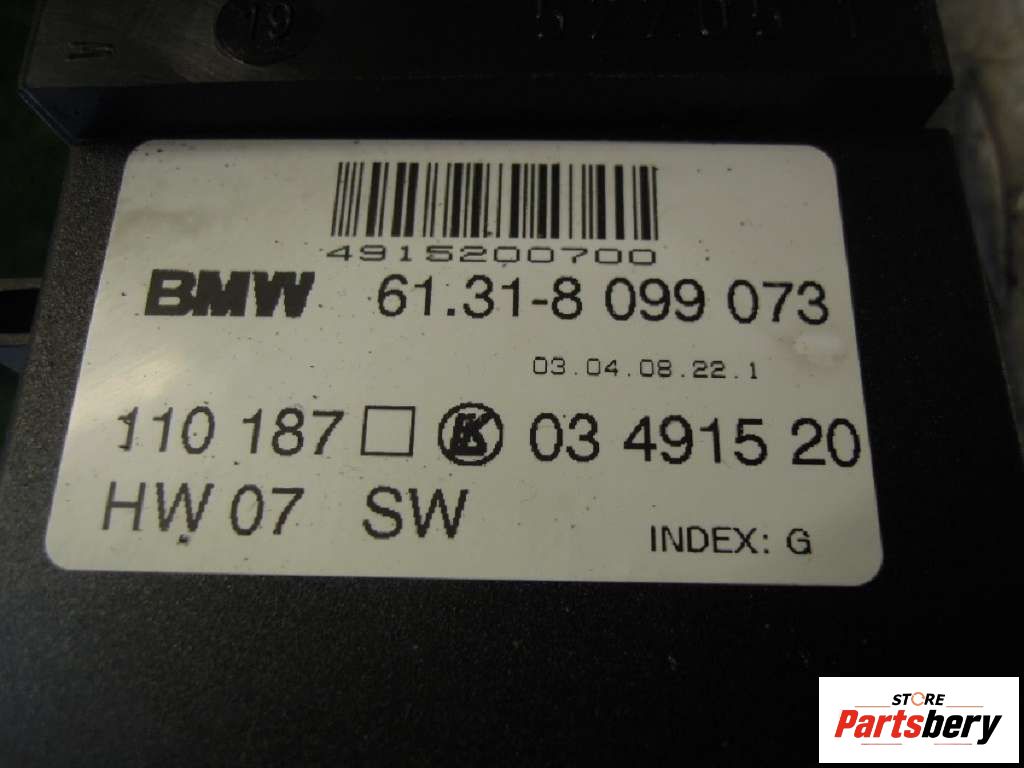 19
4915200700
BMW 61.31-8 099 073
03.04.08.22.1
110 187 03 4915 20
HW 07 SW
INDEX: G
STORE
Partsbery